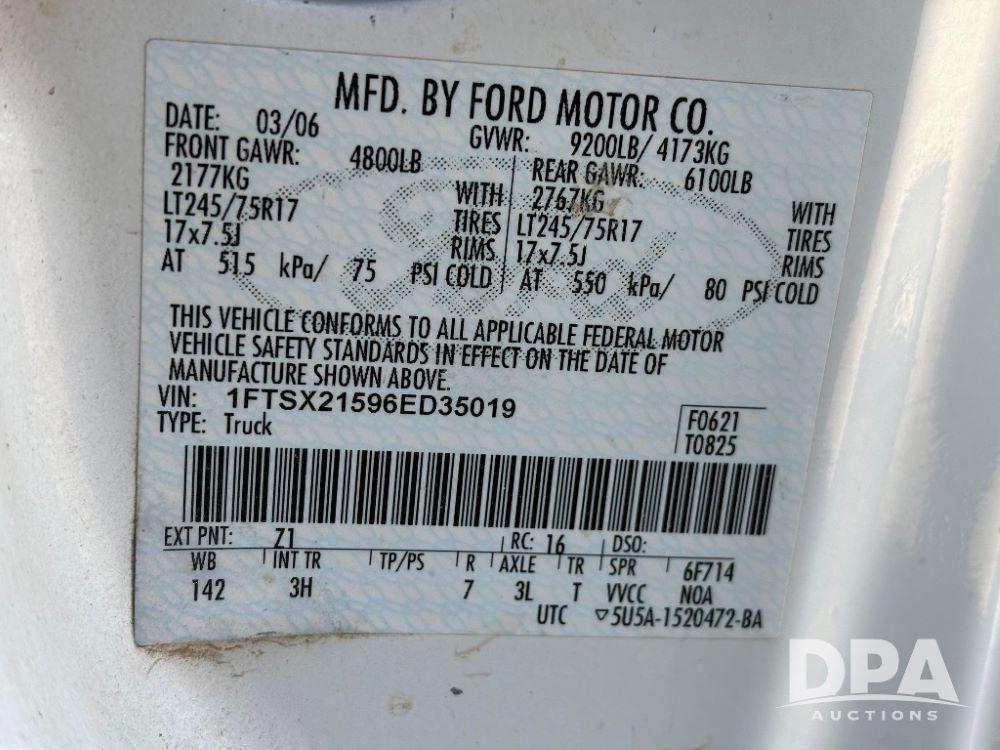 MFD. BY FORD MOTOR CO.
DATE: 03/06 GVWR: 9200LB/ 4173KG
FRONT GAWR: 4800LB REAR GAWR: 6100LB
2177KG WITH 2767KG WITH
LT245/75R17 TIRES LT245/75R17 TIRES
17x7.5J RIMS 17x7.5J RIMS
AT 515 kPa/ 75 PSI COLD AT 550 kPa/ 80 PSI COLD
Ford
THIS VEHICLE CONFORMS TO ALL APPLICABLE FEDERAL MOTOR
VEHICLE SAFETY STANDARDS IN EFFECT ON THE DATE OF
MANUFACTURE SHOWN ABOVE.
VIN: 1FTSX21596ED35019
TYPE: Truck
F0621
T0825
EXT PNT: Z1 RC: 16 DSO:
WB INT TR TP/PS R AXLE TR SPR 6F714
142 3H 7 3L T VVCC NOA
UTC ▽5U5A-1520472-BA
DPA
AUCTIONS